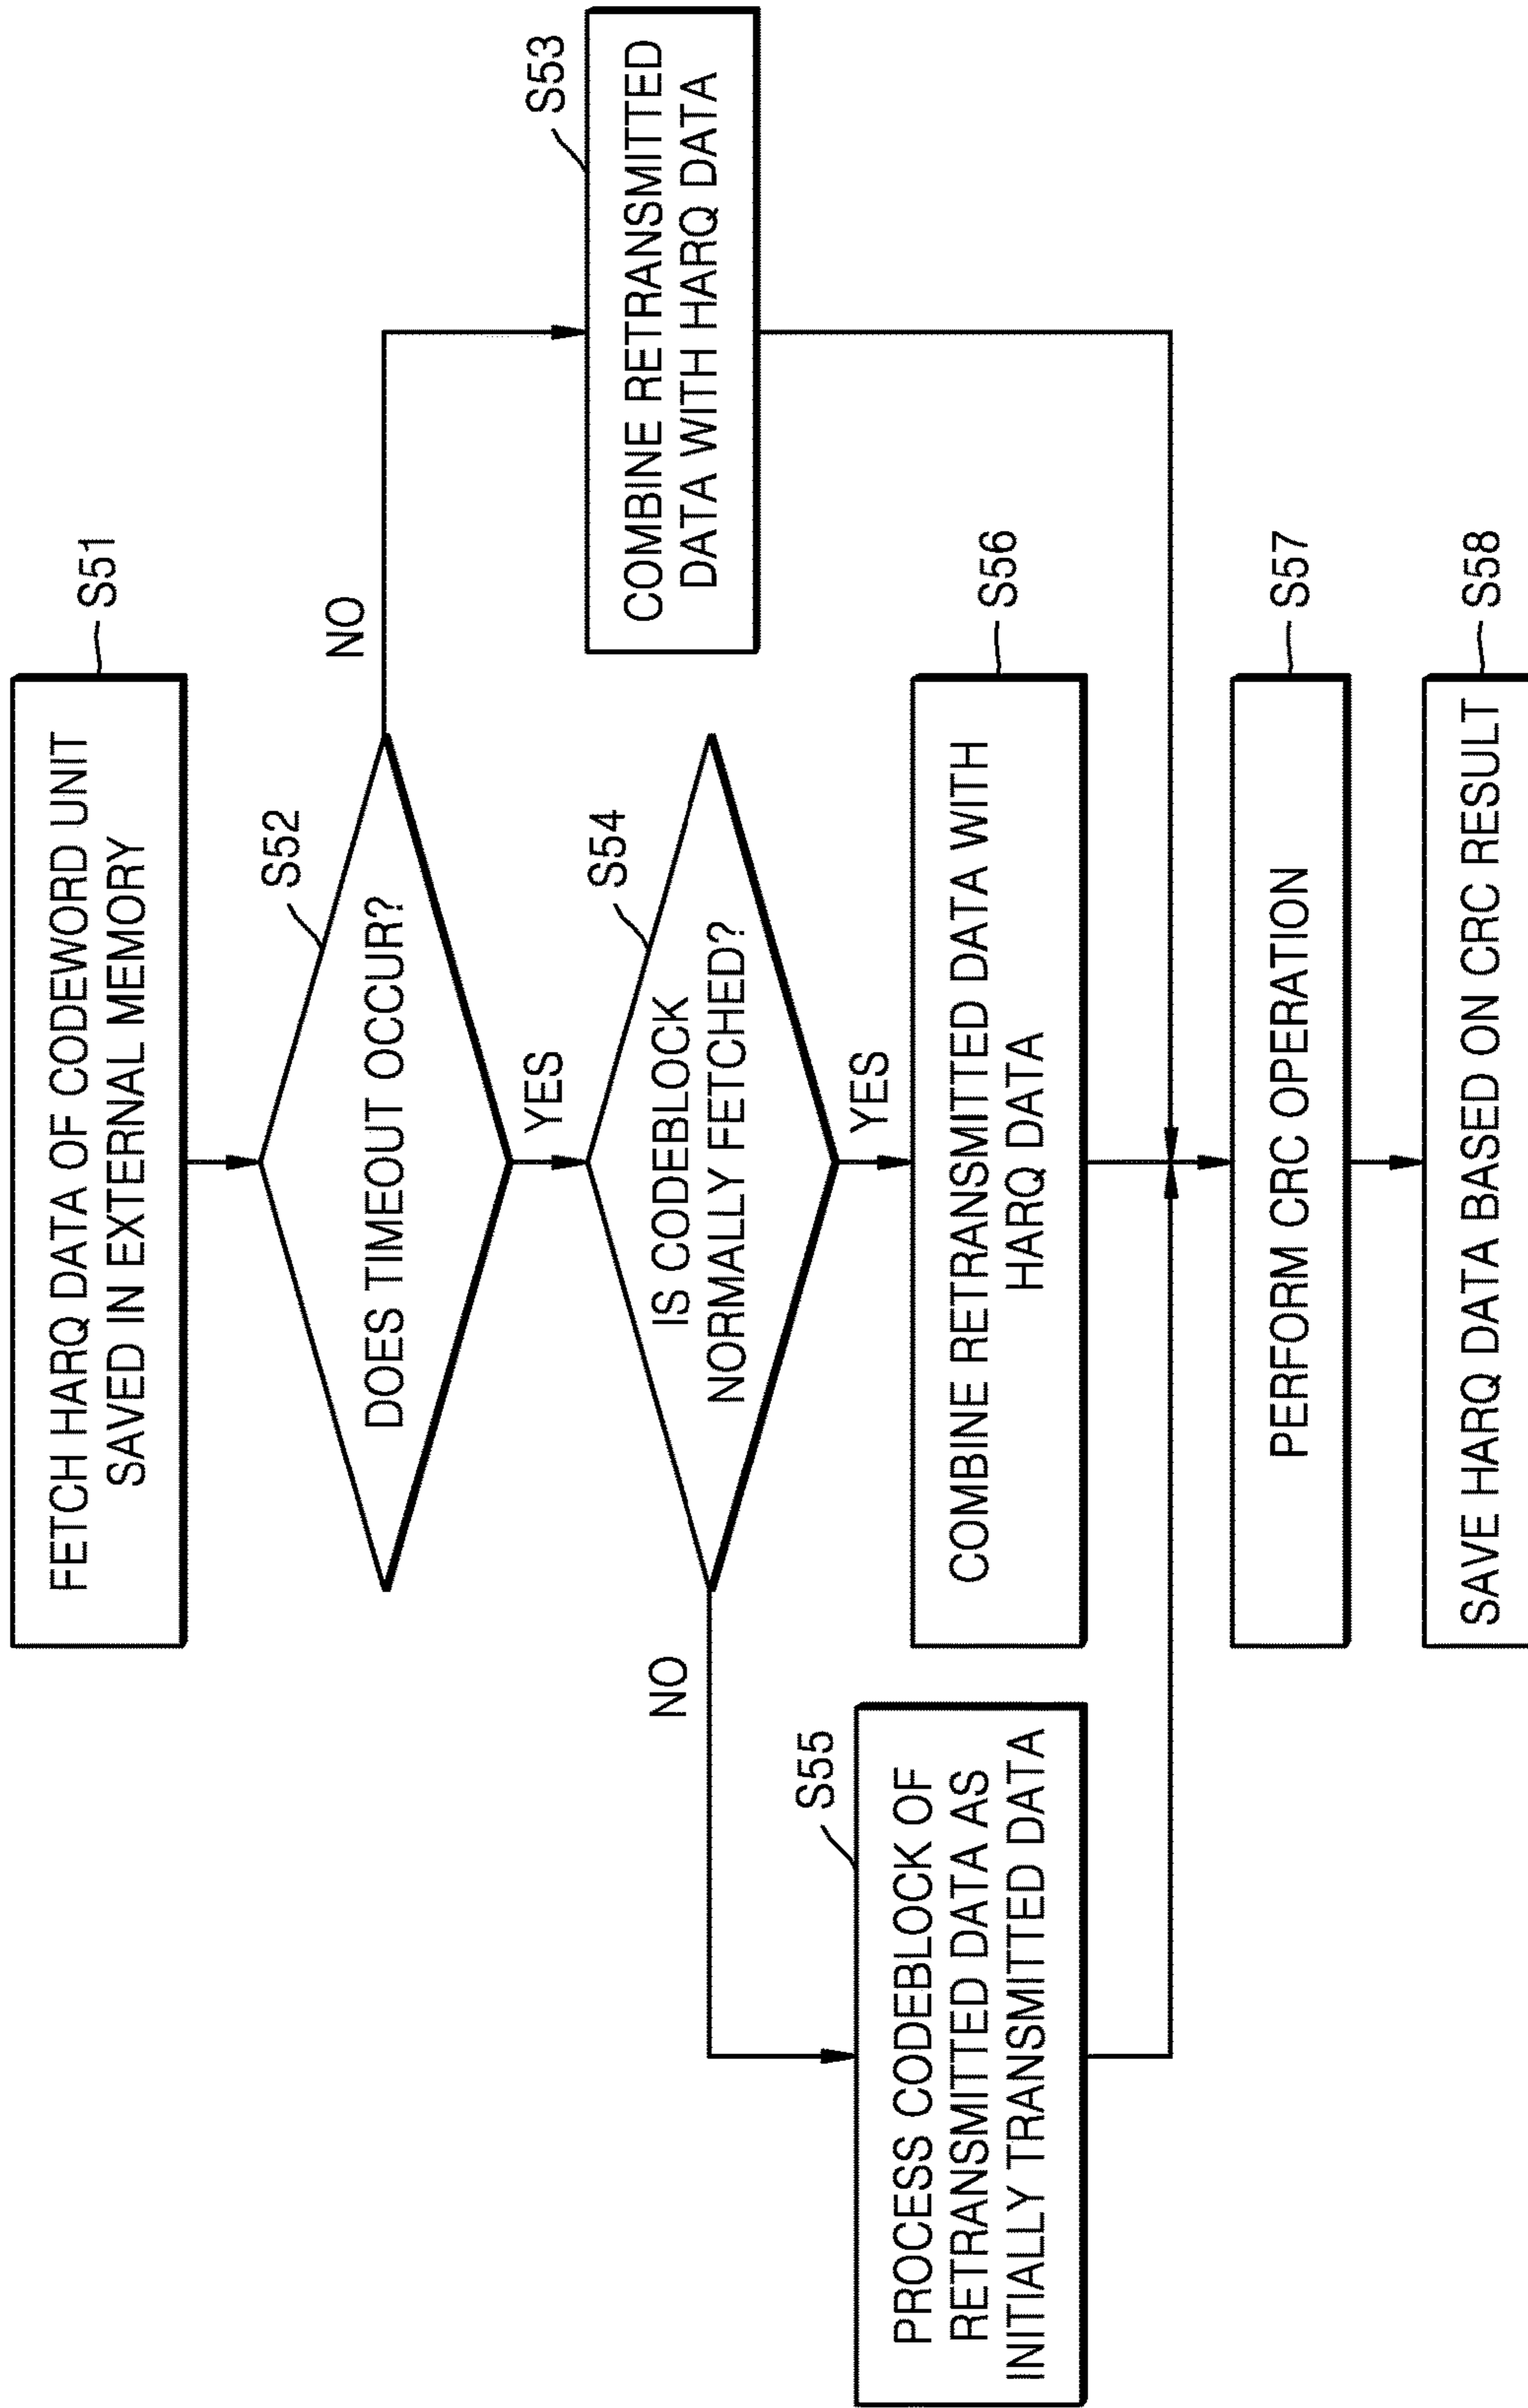 FETCH HARQ DATA OF CODEWORD UNIT
SAVED IN EXTERNAL MEMORY
S51
DOES TIMEOUT OCCUR?
S52
NO
YES
COMBINE RETRANSMITTED
DATA WITH HARQ DATA
S53
IS CODEBLOCK
NORMALLY FETCHED?
S54
NO
YES
PROCESS CODEBLOCK OF
RETRANSMITTED DATA AS
INITIALLY TRANSMITTED DATA
S55
COMBINE RETRANSMITTED DATA WITH
HARQ DATA
S56
PERFORM CRC OPERATION
S57
SAVE HARQ DATA BASED ON CRC RESULT
S58